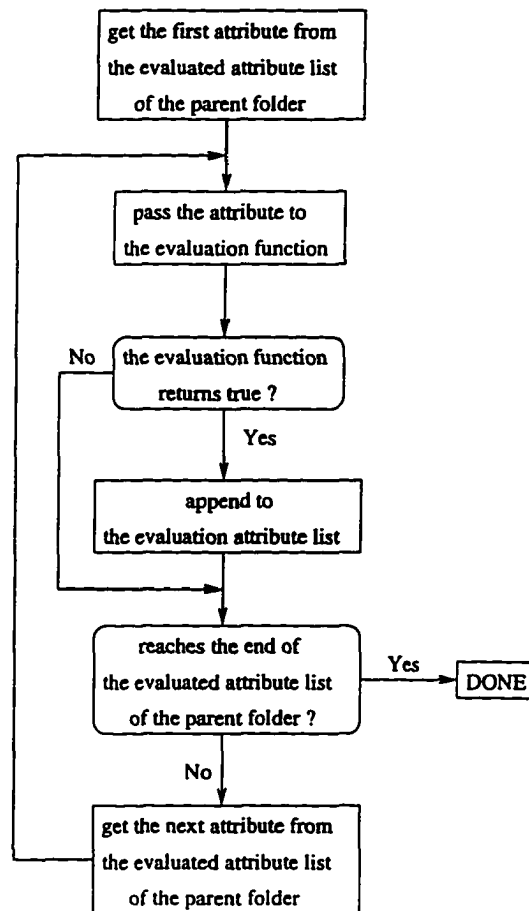 get the first attribute from
the evaluated attribute list
of the parent folder
pass the attribute to
the evaluation function
No
the evaluation function
returns true ?
Yes
append to
the evaluation attribute list
reaches the end of
the evaluated attribute list
of the parent folder ?
Yes
DONE
No
get the next attribute from
the evaluated attribute list
of the parent folder